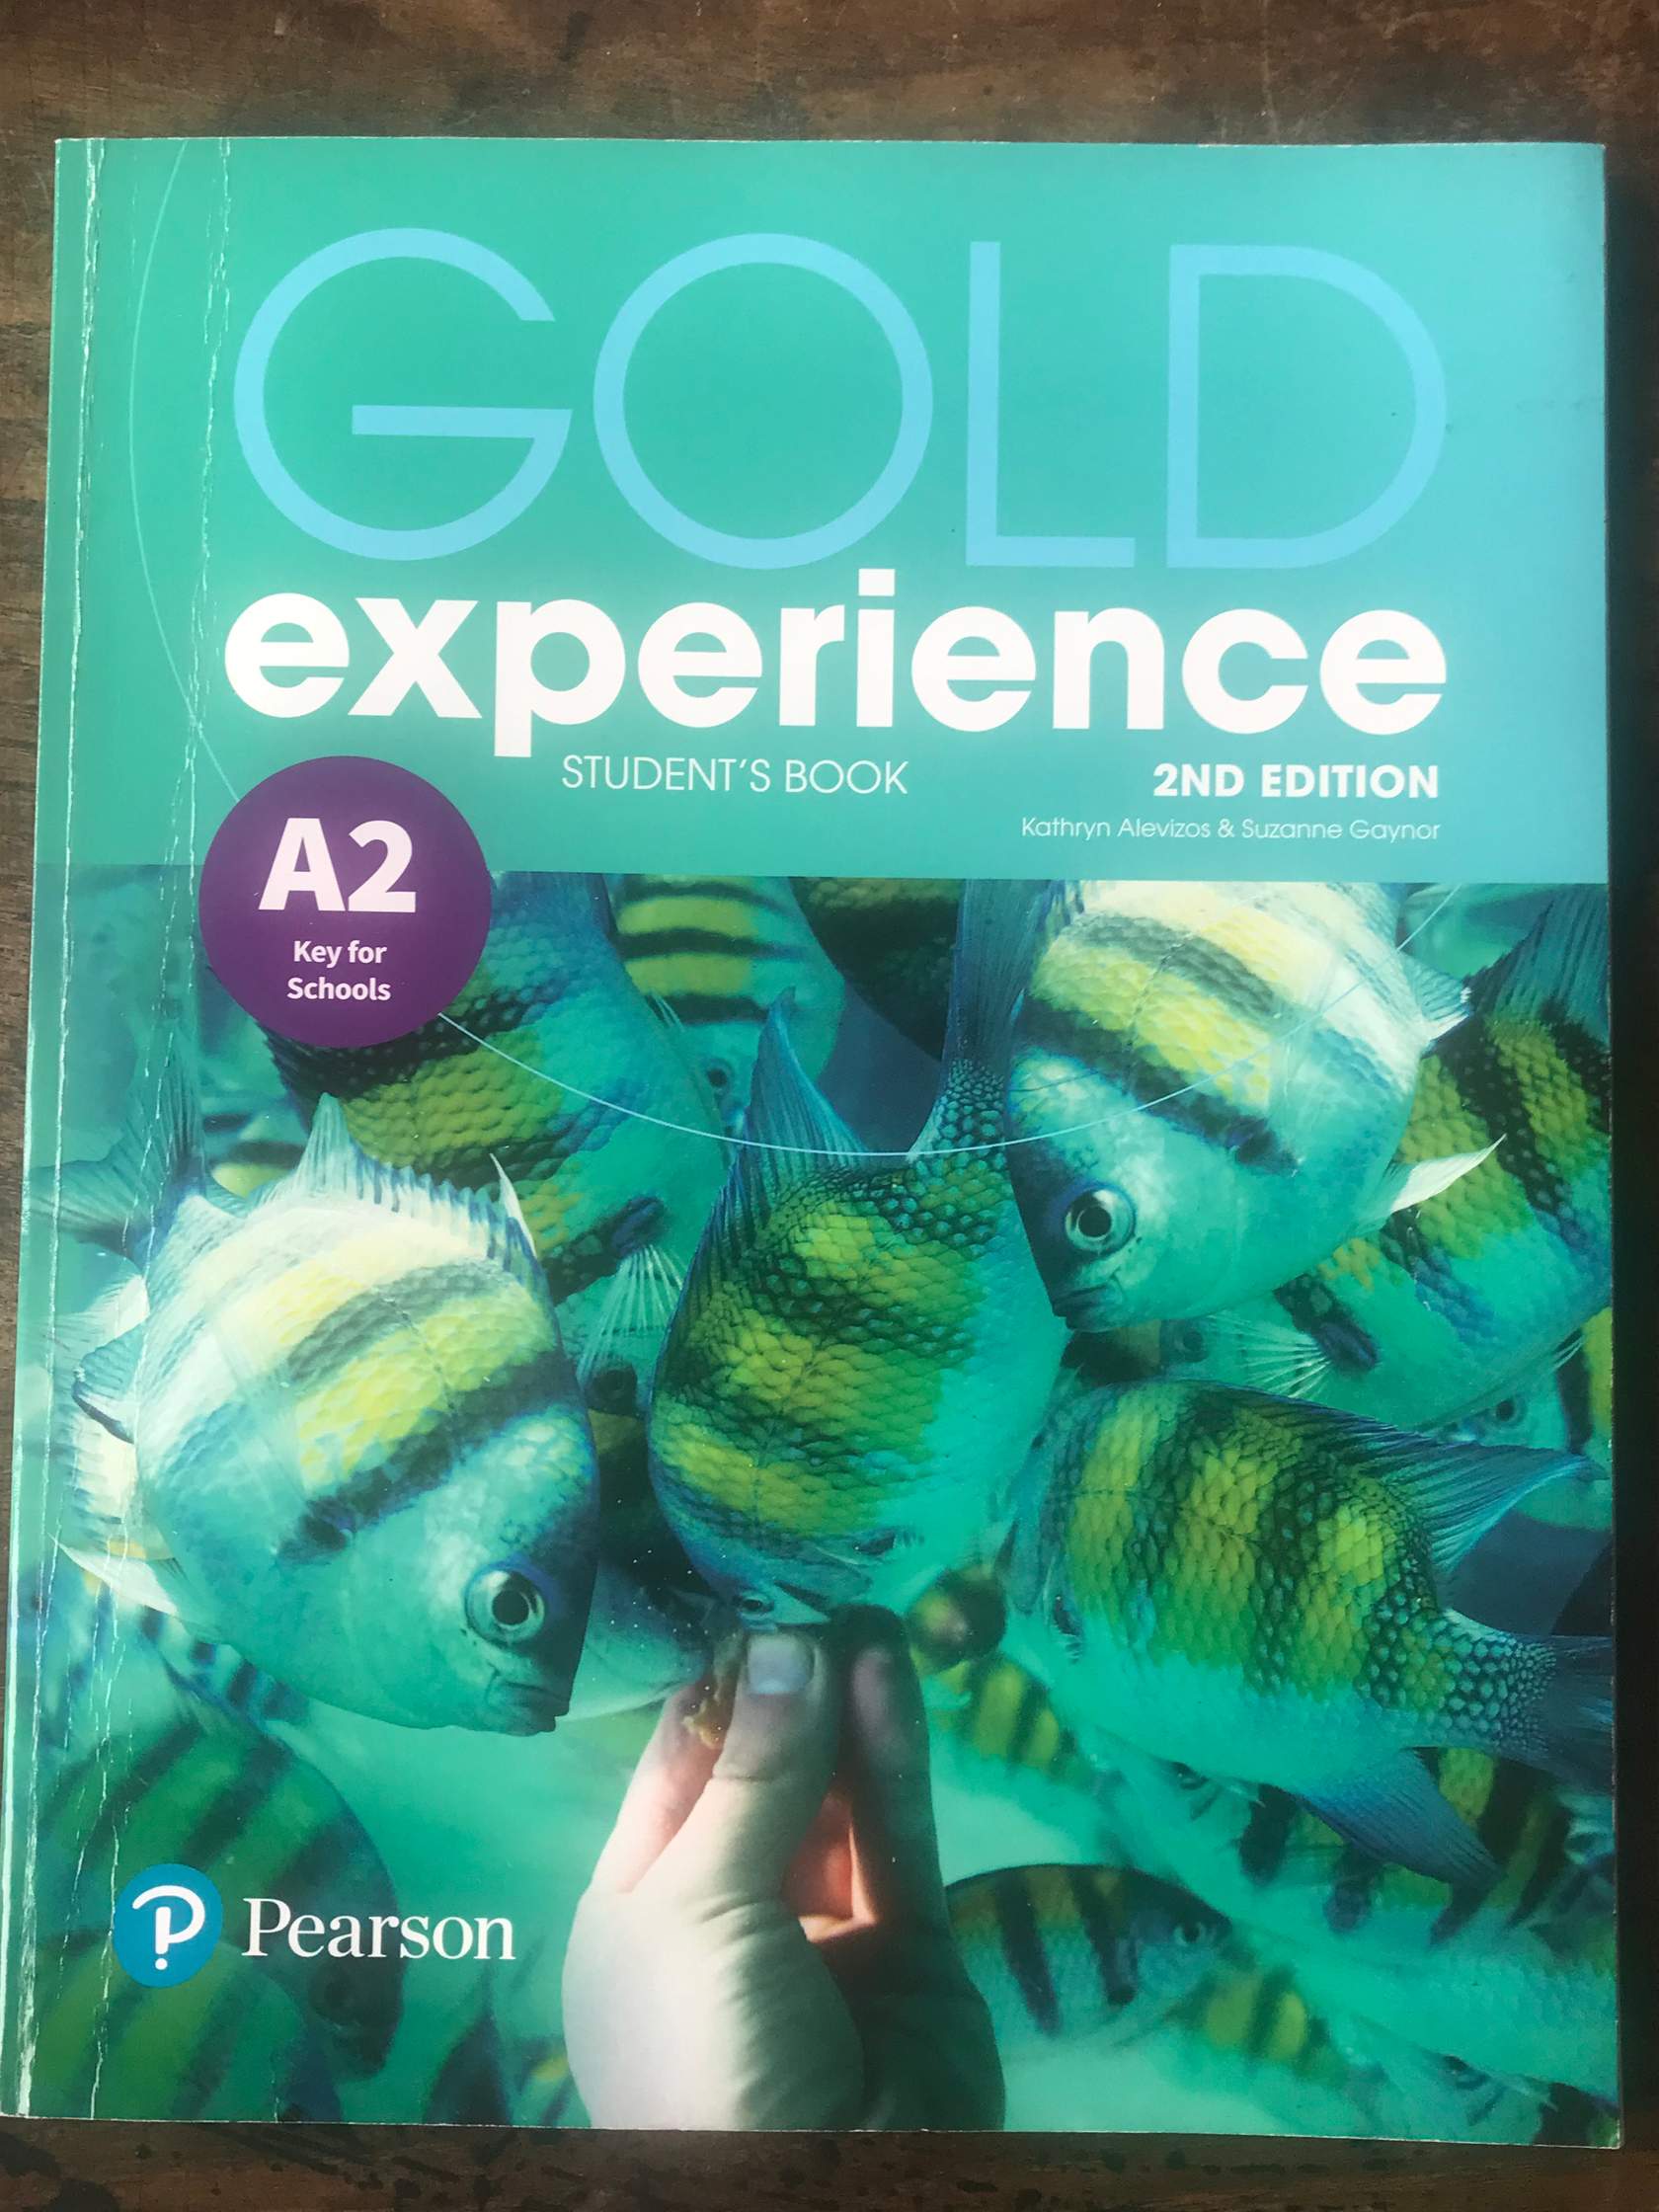 GOLD
experience
STUDENT'S BOOK
2ND EDITION
Kathryn Alevizos & Suzanne Gaynor
A2
Key for
Schools
Pearson